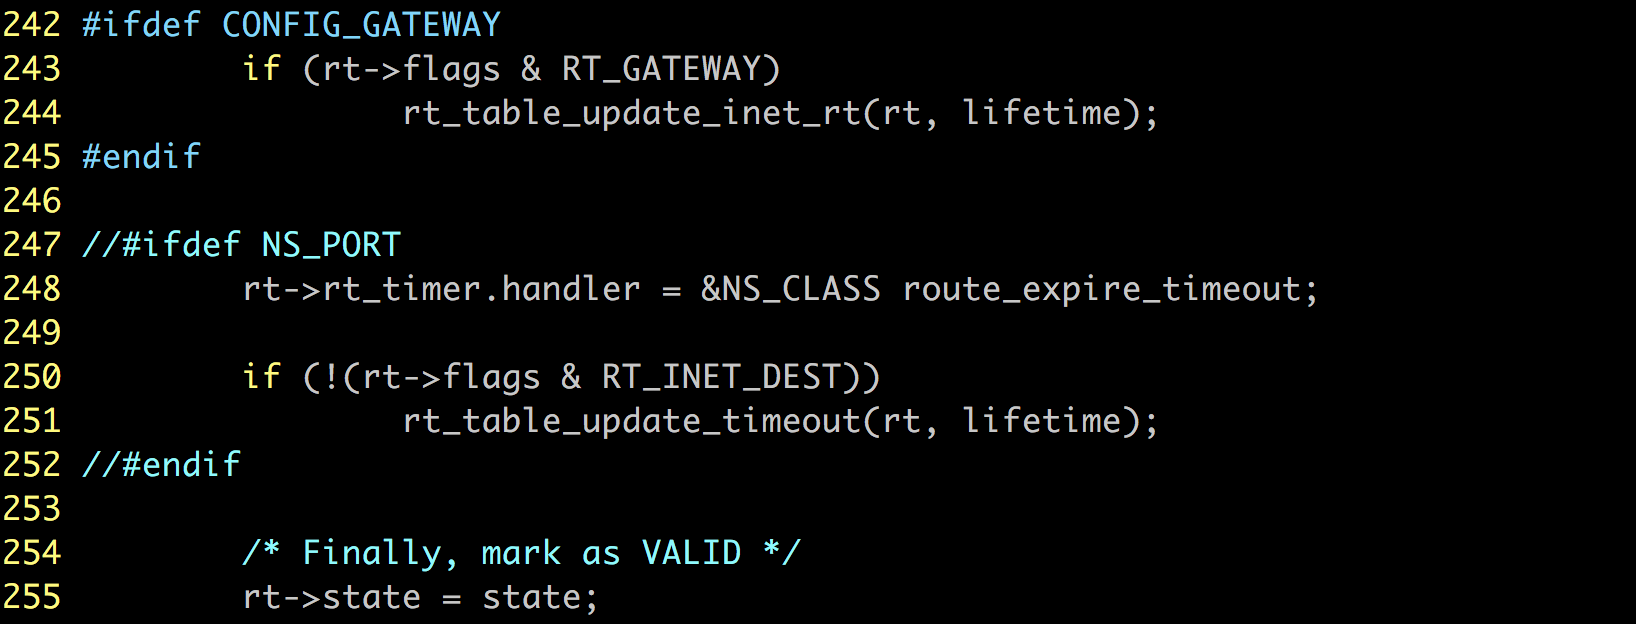 242 #ifdef CONFIG_GATEWAY
243         if (rt->flags & RT_GATEWAY)
244                 rt_table_update_inet_rt(rt, lifetime);
245 #endif
246
247 //#ifdef NS_PORT
248         rt->rt_timer.handler = &NS_CLASS route_expire_timeout;
249
250         if (!(rt->flags & RT_INET_DEST))
251                 rt_table_update_timeout(rt, lifetime);
252 //#endif
253
254         /* Finally, mark as VALID */
255         rt->state = state;